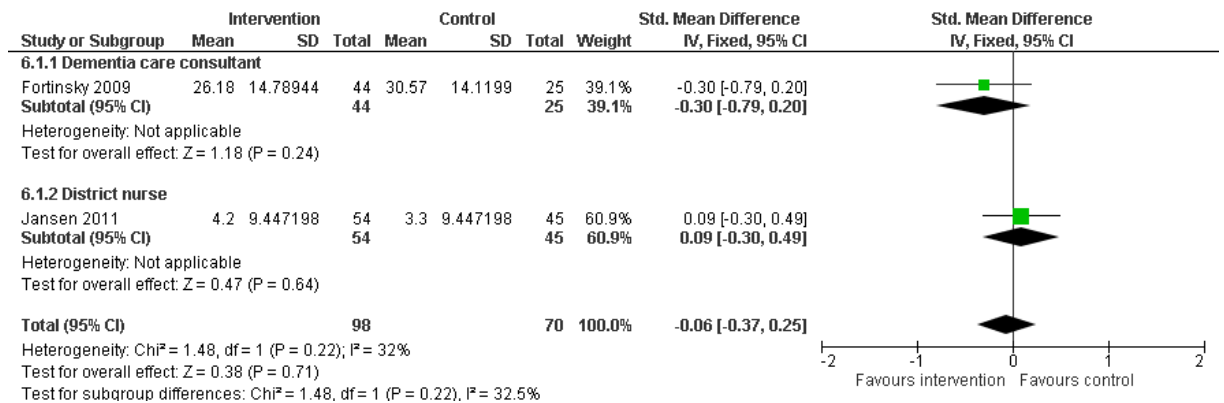 Intervention Control Std. Mean Difference Std. Mean Difference
Study or Subgroup Mean SD Total Mean SD Total Weight IV, Fixed, 95% CI IV, Fixed, 95% CI
6.1.1 Dementia care consultant
Fortinsky 2009 26.18 14.78944 44 30.57 14.1199 25 39.1% -0.30 [-0.79, 0.20]
Subtotal (95% CI) 44 25 39.1% -0.30 [-0.79, 0.20]
Heterogeneity: Not applicable
Test for overall effect: Z = 1.18 (P = 0.24)
6.1.2 District nurse
Jansen 2011 4.2 9.447198 54 3.3 9.447198 45 60.9% 0.09 [-0.30, 0.49]
Subtotal (95% CI) 54 45 60.9% 0.09 [-0.30, 0.49]
Heterogeneity: Not applicable
Test for overall effect: Z = 0.47 (P = 0.64)
Total (95% CI) 98 70 100.0% -0.06 [-0.37, 0.25]
Heterogeneity: Chi² = 1.48, df = 1 (P = 0.22); I² = 32%
Test for overall effect: Z = 0.38 (P = 0.71)
Test for subgroup differences: Chi² = 1.48, df = 1 (P = 0.22), I² = 32.5%
-2 -1 0 1 2
Favours intervention Favours control